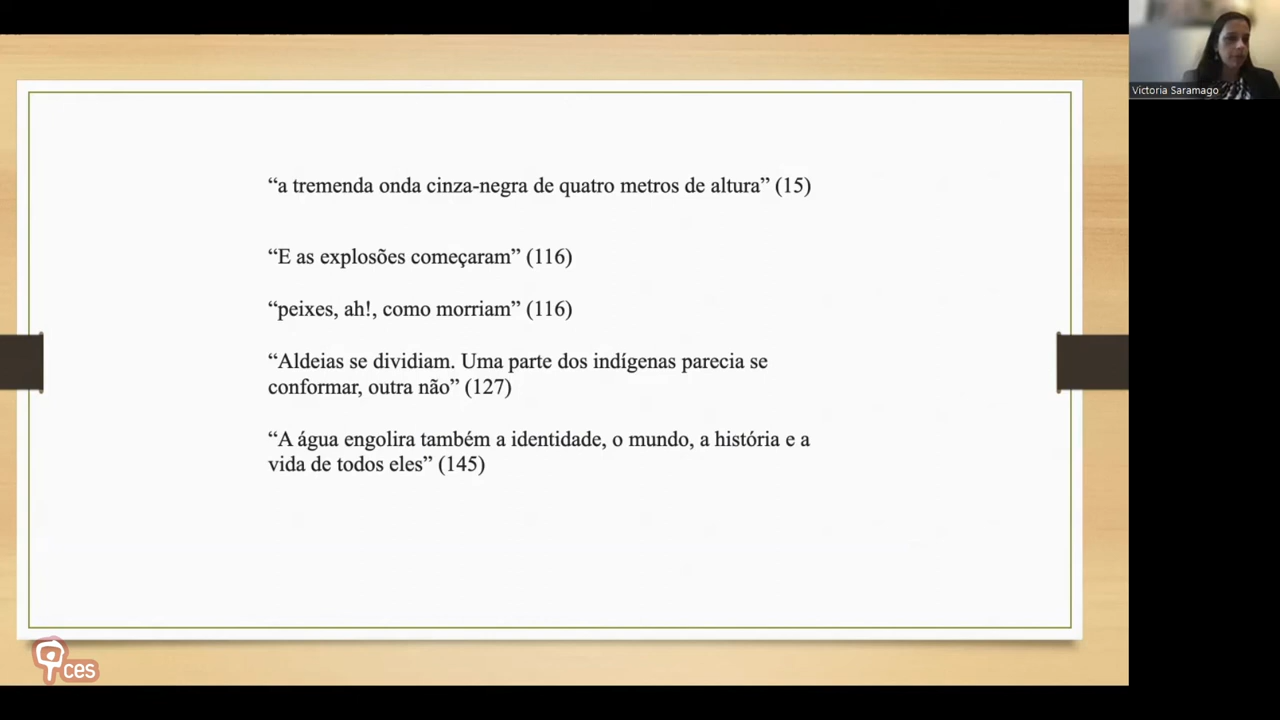 Victoria Saramago
“a tremenda onda cinza-negra de quatro metros de altura” (15)
“E as explosões começaram” (116)
“peixes, ah!, como morriam” (116)
“Aldeias se dividiam. Uma parte dos indígenas parecia se
conformar, outra não” (127)
“A água engolira também a identidade, o mundo, a história e a
vida de todos eles” (145)
ces